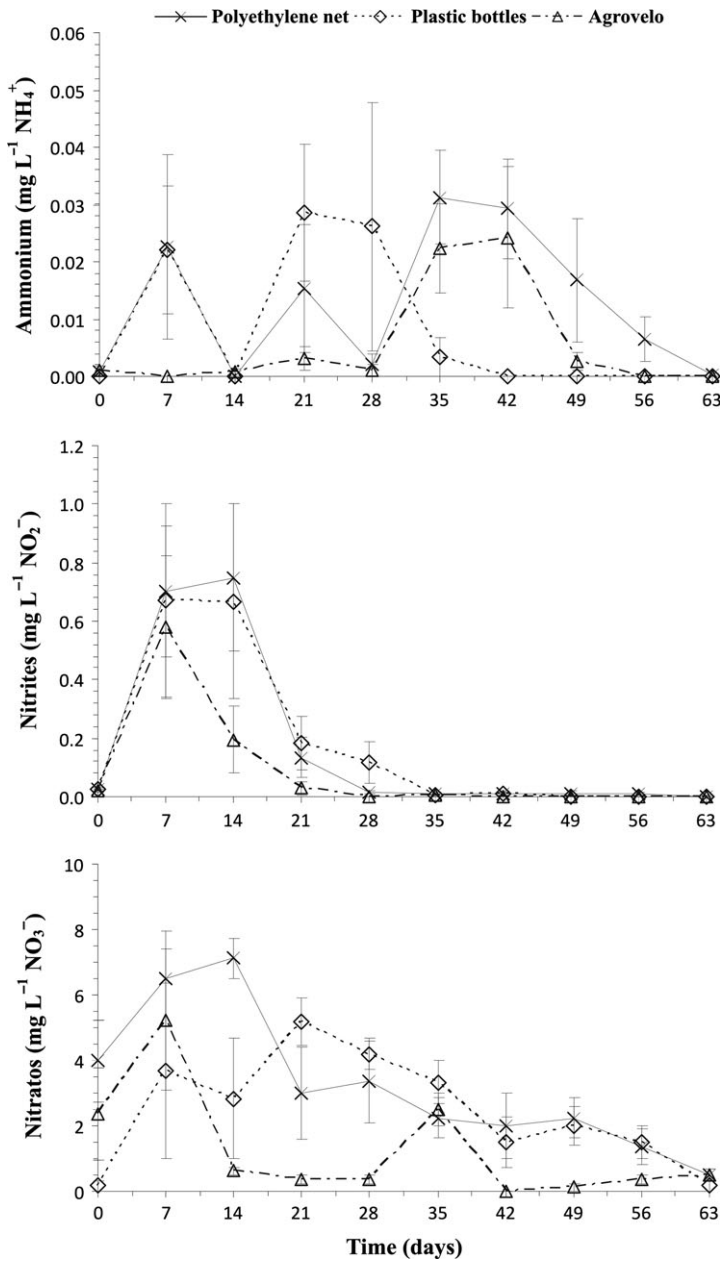 Polyethylene net Plastic bottles Agrovelo
Ammonium (mg L⁻¹ NH₄⁺)
0.06
0.05
0.04
0.03
0.02
0.01
0.00
0 7 14 21 28 35 42 49 56 63
Nitrites (mg L⁻¹ NO₂⁻)
1.2
1.0
0.8
0.6
0.4
0.2
0.0
0 7 14 21 28 35 42 49 56 63
Nitratos (mg L⁻¹ NO₃⁻)
10
8
6
4
2
0
0 7 14 21 28 35 42 49 56 63
Time (days)